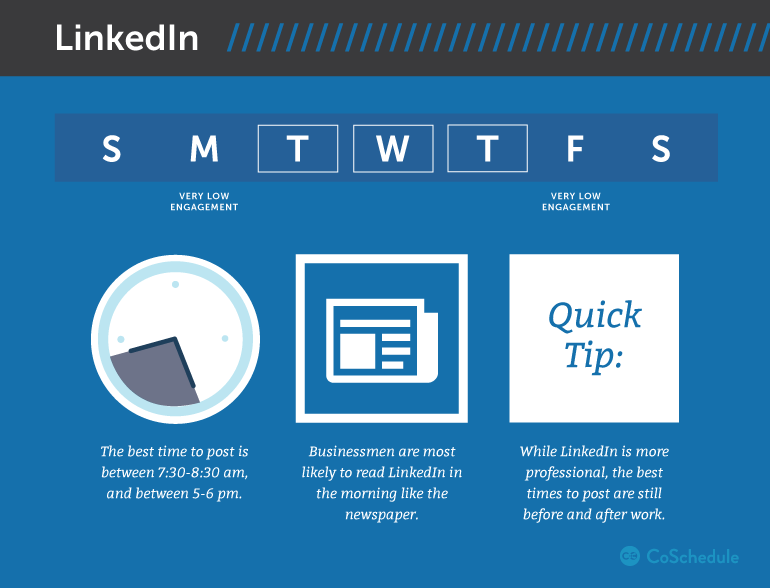 LinkedIn
S M T W T F S
VERY LOW
ENGAGEMENT
VERY LOW
ENGAGEMENT
Quick
Tip:
The best time to post is
between 7:30-8:30 am,
and between 5-6 pm.
Businessmen are most
likely to read LinkedIn in
the morning like the
newspaper.
While LinkedIn is more
professional, the best
times to post are still
before and after work.
ce CoSchedule